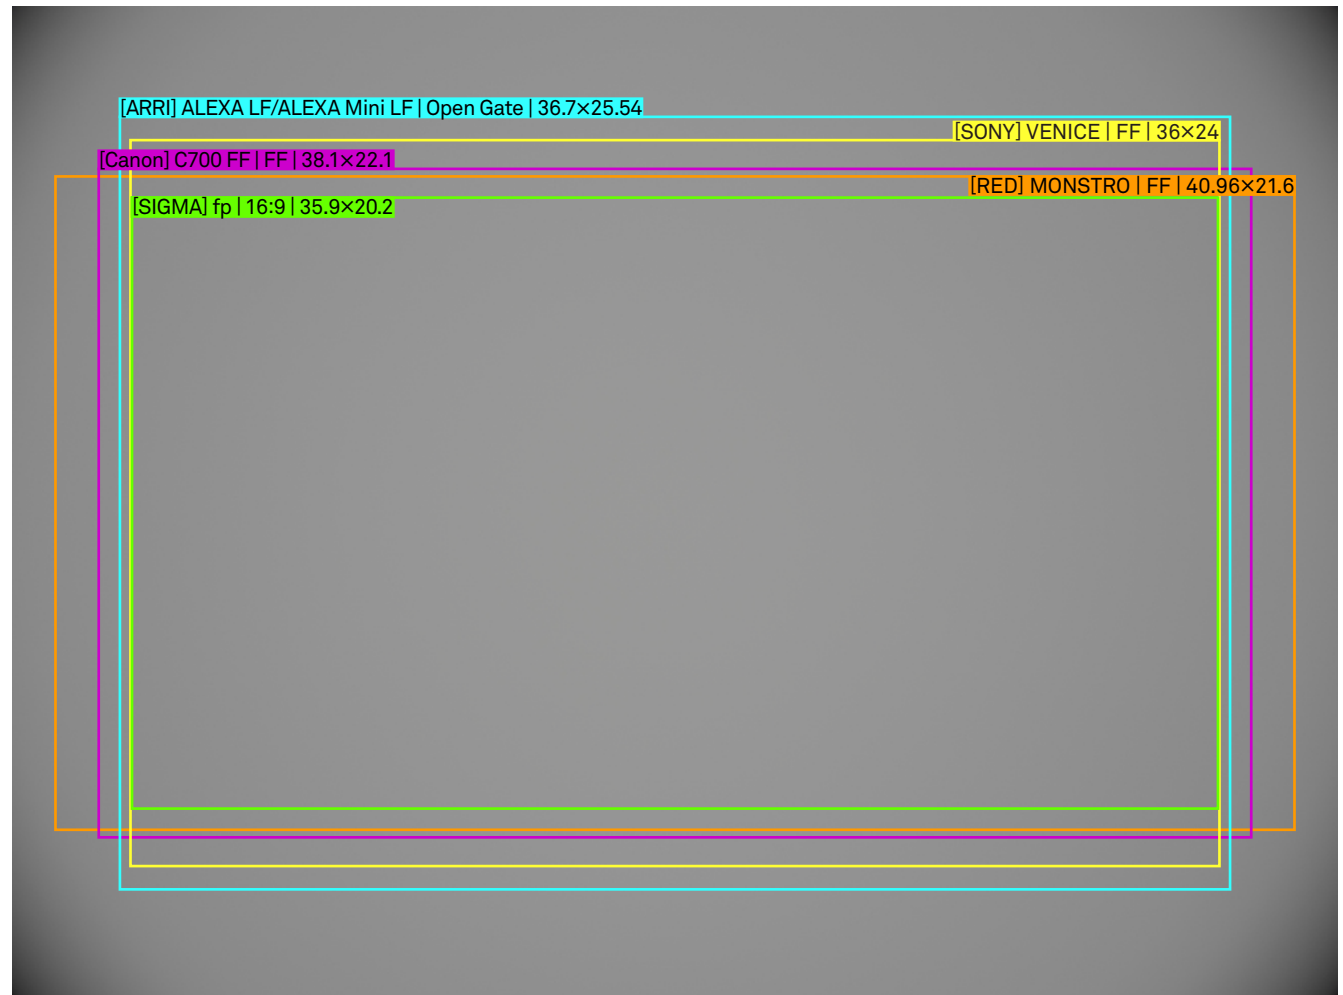 [ARRI] ALEXA LF/ALEXA Mini LF | Open Gate | 36.7×25.54
[SONY] VENICE | FF | 36×24
[Canon] C700 FF | FF | 38.1×22.1
[RED] MONSTRO | FF | 40.96×21.6
[SIGMA] fp | 16:9 | 35.9×20.2